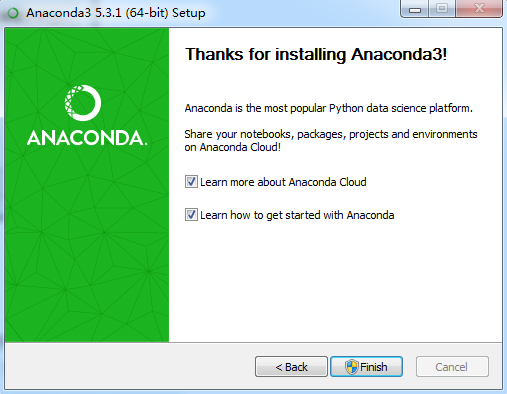 Anaconda3 5.3.1 (64-bit) Setup
ANACONDA.
Thanks for installing Anaconda3!
Anaconda is the most popular Python data science platform.
Share your notebooks, packages, projects and environments
on Anaconda Cloud!
Learn more about Anaconda Cloud
Learn how to get started with Anaconda
< Back
Finish
Cancel